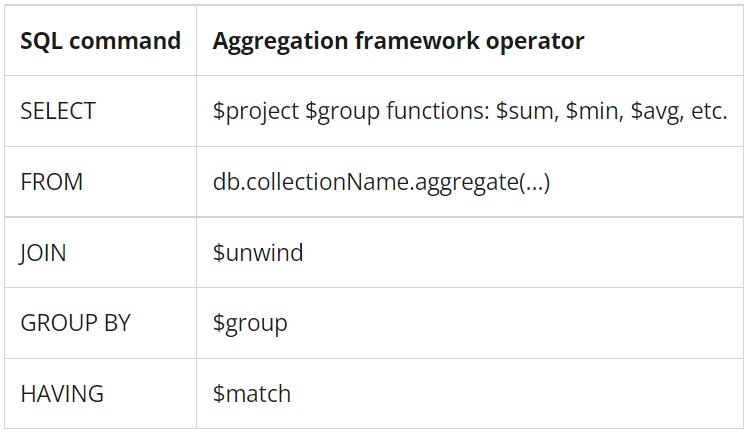 SQL command Aggregation framework operator
SELECT $project $group functions: $sum, $min, $avg, etc.
FROM db.collectionName.aggregate(...)
JOIN $unwind
GROUP BY $group
HAVING $match